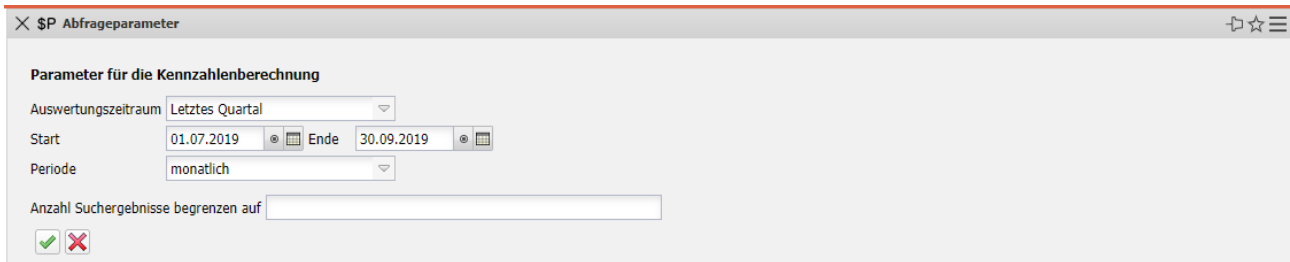 $P Abfrageparameter
Parameter für die Kennzahlenberechnung
Auswertungszeitraum Letztes Quartal
Start 01.07.2019 Ende 30.09.2019
Periode monatlich
Anzahl Suchergebnisse begrenzen auf